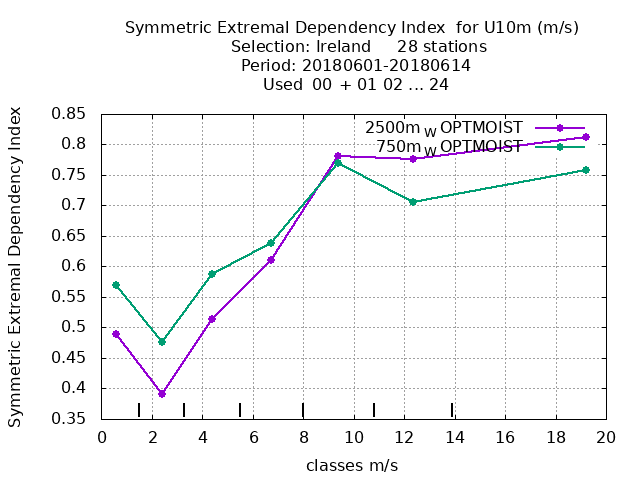 Symmetric Extremal Dependency Index  for U10m (m/s)
Selection: Ireland     28 stations
Period: 20180601-20180614
Used  00  + 01 02 ... 24
Symmetric Extremal Dependency Index
0.85
0.8
0.75
0.7
0.65
0.6
0.55
0.5
0.45
0.4
0.35
2500m W OPTMOIST
750m W OPTMOIST
0 2 4 6 8 10 12 14 16 18 20
classes m/s